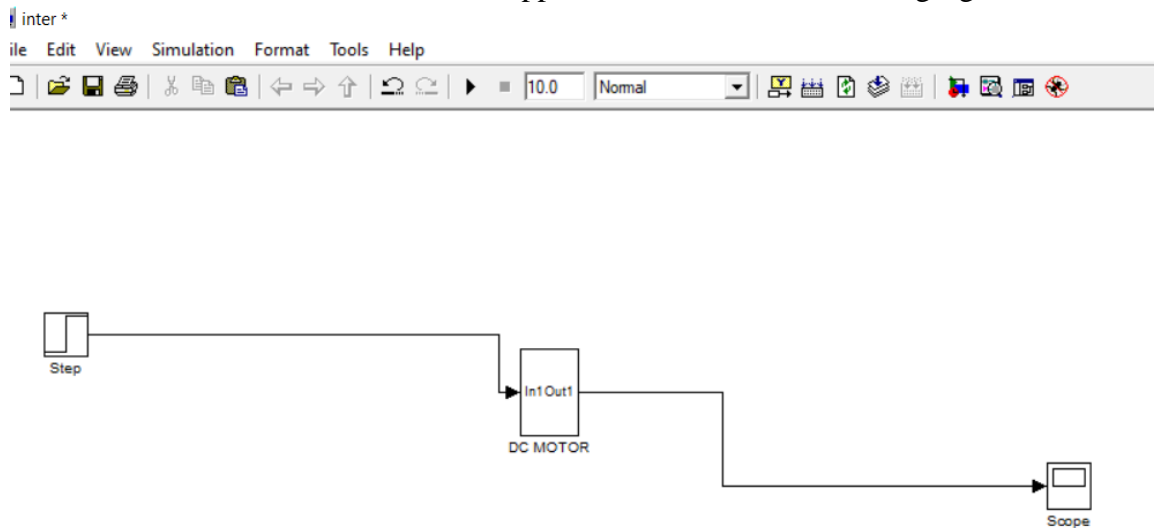 inter *
ile Edit View Simulation Format Tools Help
10.0 Normal
Step
In1 Out1
DC MOTOR
Scope